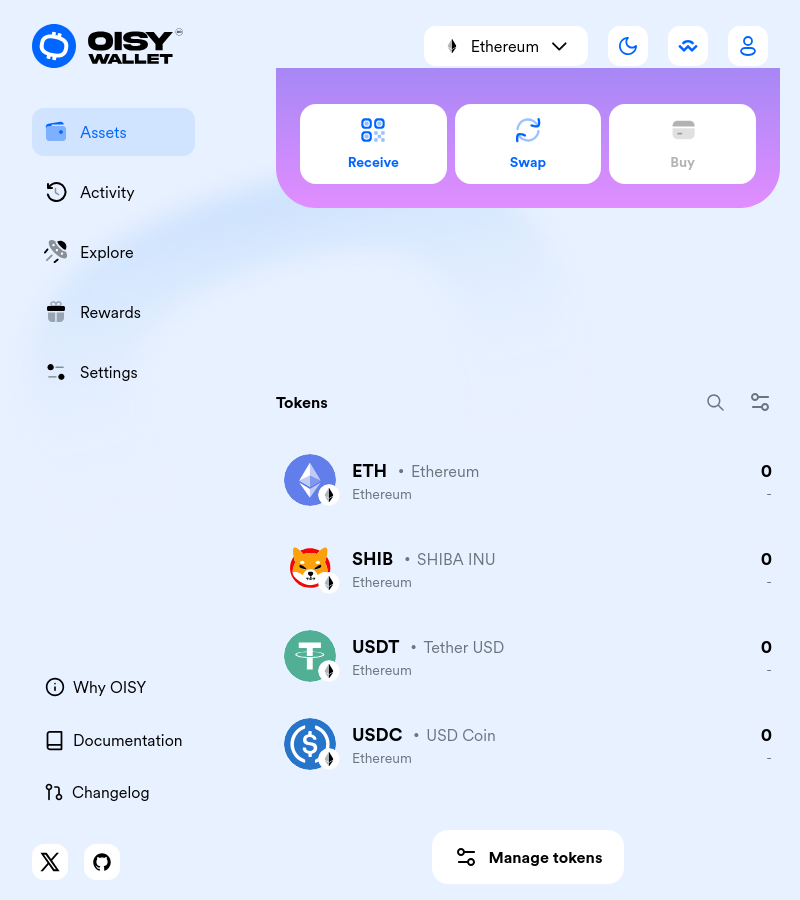 OISY
WALLET
Ethereum
Receive
Swap
Buy
Assets
Activity
Explore
Rewards
Settings
Tokens
ETH • Ethereum
0
Ethereum
-
SHIB • SHIBA INU
0
Ethereum
-
USDT • Tether USD
0
Ethereum
-
USDC • USD Coin
0
Ethereum
-
Why OISY
Documentation
Changelog
Manage tokens